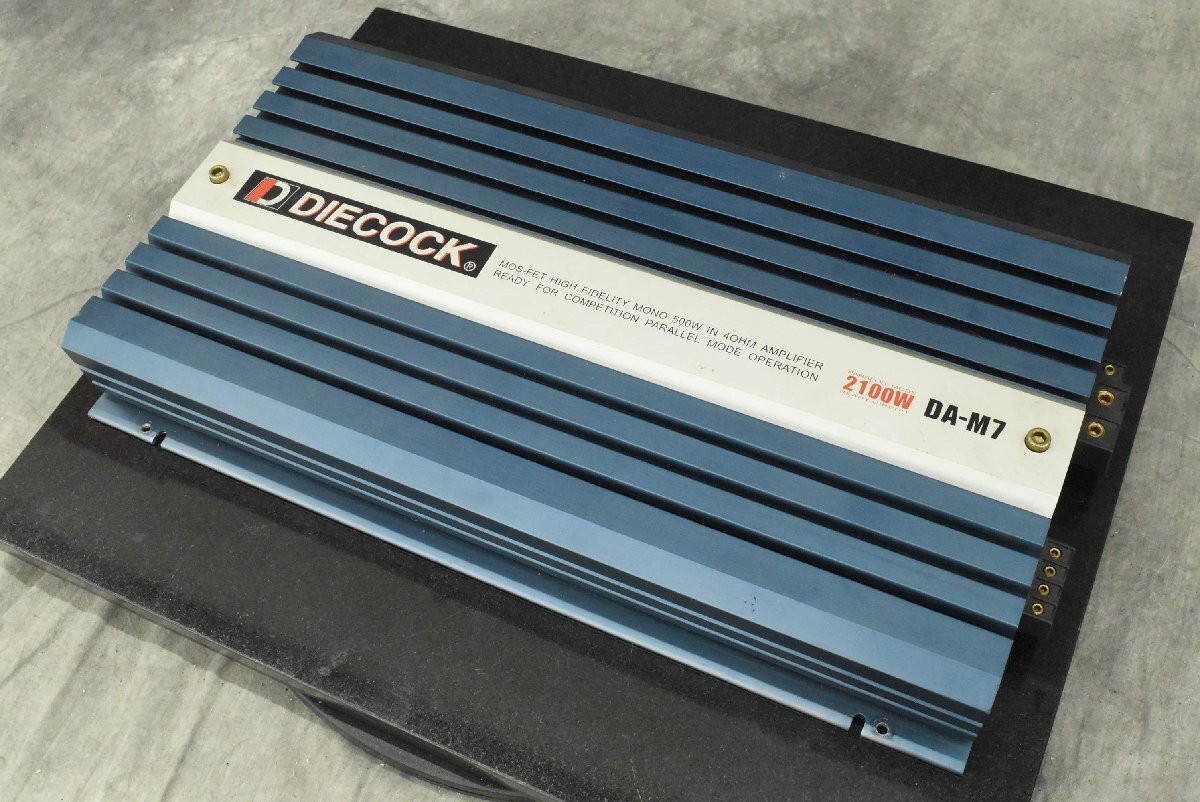 D DIECOCK®
MOS-FET HIGH FIDELITY MONO 500W IN 4OHM AMPLIFIER
READY FOR COMPETITION PARALLEL MODE OPERATION
2100W
DA-M7